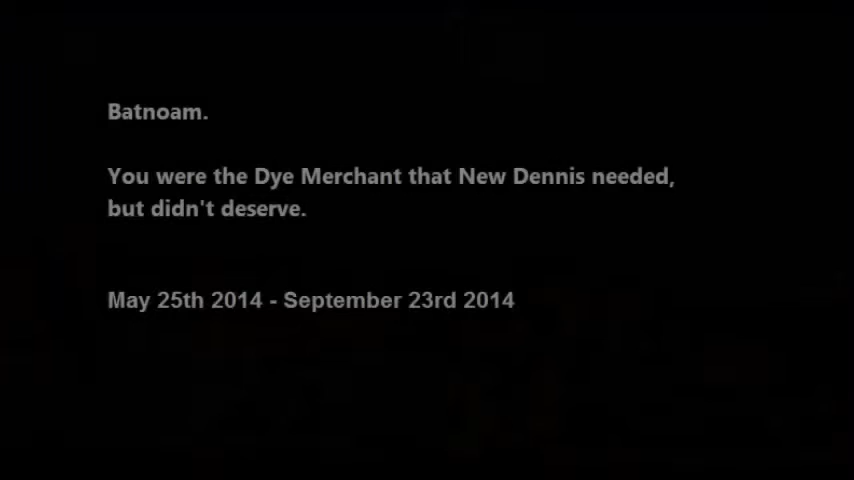 Batnoam.
You were the Dye Merchant that New Dennis needed,
but didn't deserve.
May 25th 2014 - September 23rd 2014